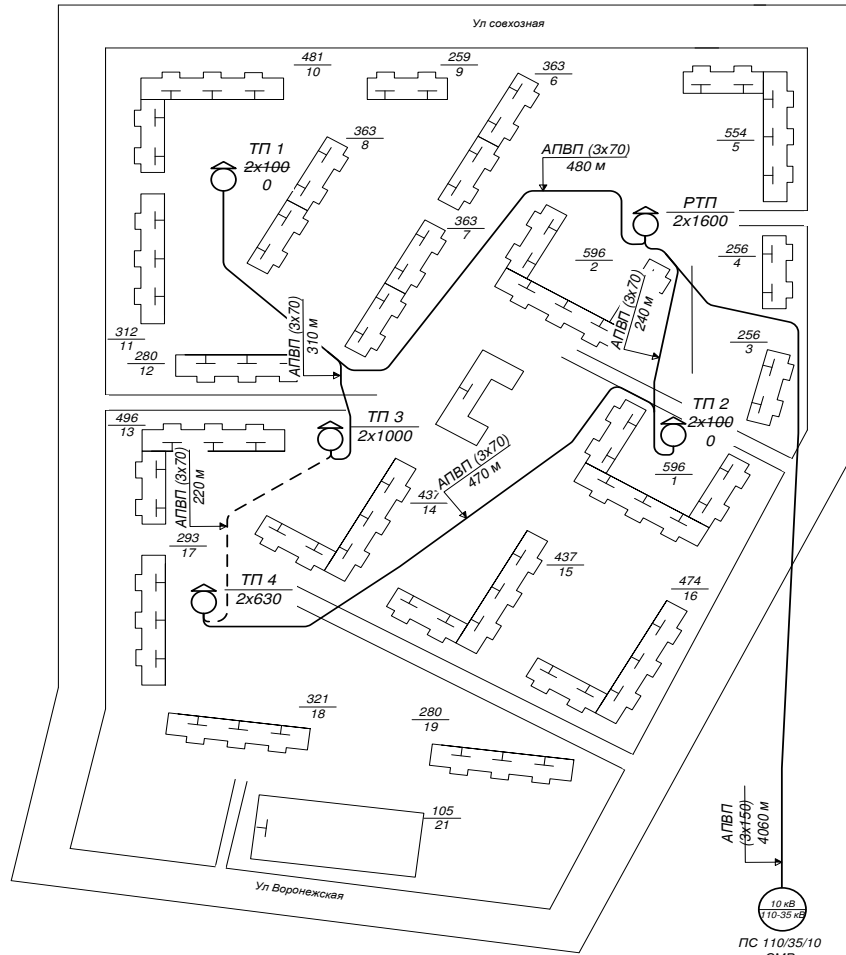 Ул совхозная
481
10
259
9
363
6
363
8
554
5
ТП 1
2х100
0
АПВП (3х70)
480 м
РТП
2х1600
363
7
596
2
256
4
АПВП (3х70)
240 м
АПВП (3х70)
310 м
312
11
280
12
256
3
496
13
ТП 3
2х1000
ТП 2
2х100
0
АПВП (3х70)
220 м
АПВП (3х70)
470 м
596
1
437
14
293
17
437
15
474
16
ТП 4
2х630
321
18
280
19
105
21
АПВП
(3х150)
4060 м
Ул Воронежская
10 кВ
110-35 кВ
ПС 110/35/10